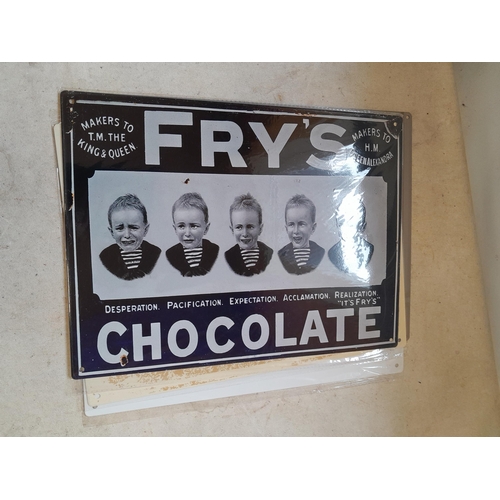 MAKERS TO
T.M. THE
KING & QUEEN
FRY'S
MAKERS TO
H.M.
DESPERATION. PACIFICATION. EXPECTATION. ACCLAMATION. REALIZATION.
"IT'S FRY'S"
CHOCOLATE